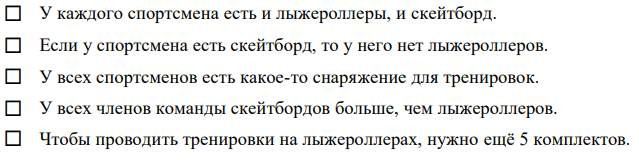 У каждого спортсмена есть и лыжероллеры, и скейтборд.
Если у спортсмена есть скейтборд, то у него нет лыжероллеров.
У всех спортсменов есть какое-то снаряжение для тренировок.
У всех членов команды скейтбордов больше, чем лыжероллеров.
Чтобы проводить тренировки на лыжероллерах, нужно ещё 5 комплектов.